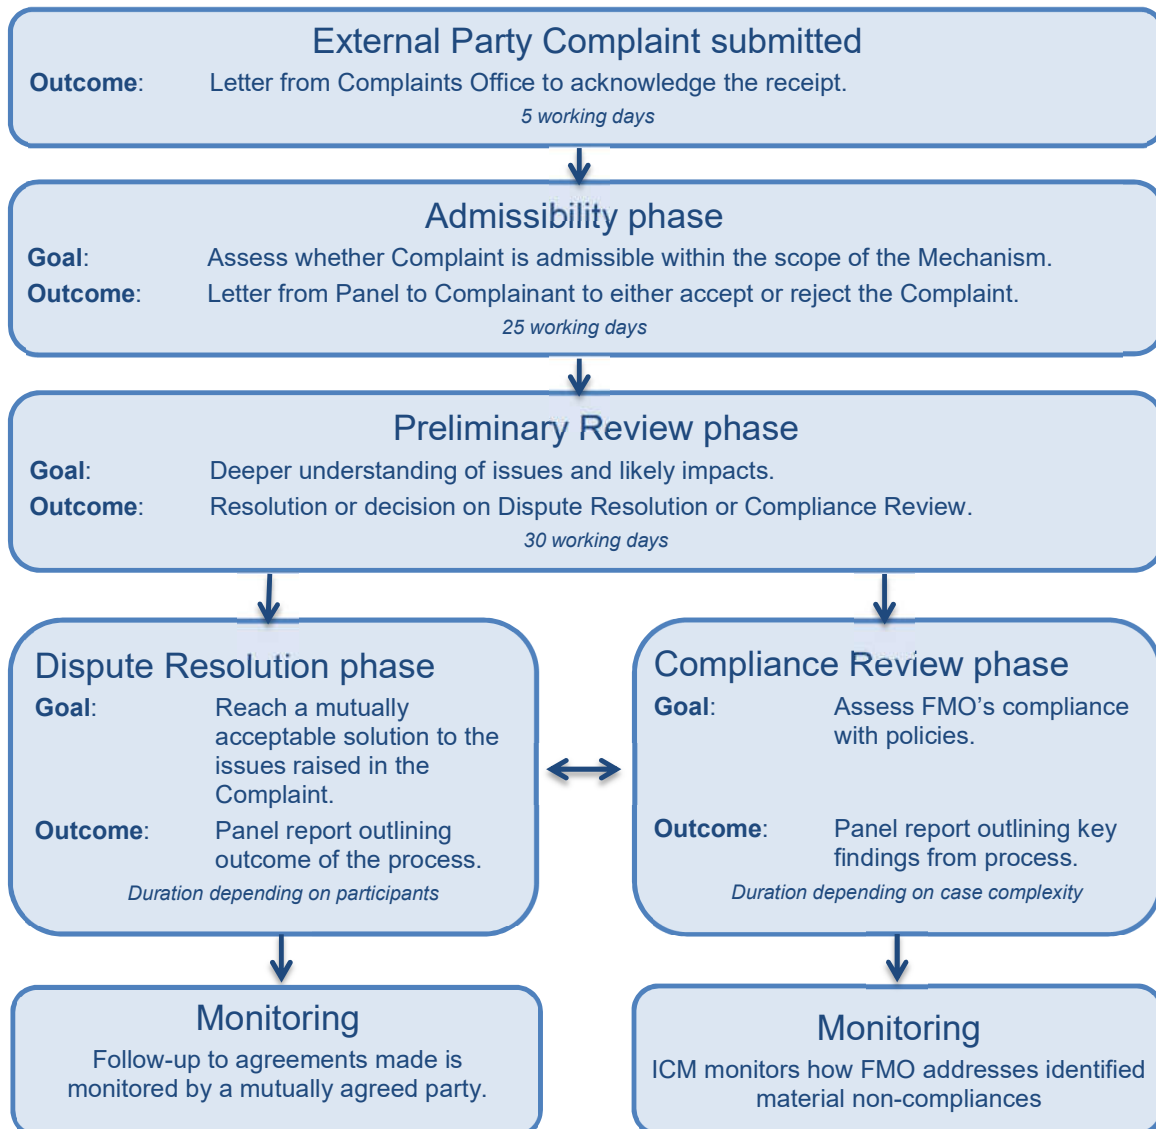 External Party Complaint submitted
Outcome: Letter from Complaints Office to acknowledge the receipt.
5 working days
Admissibility phase
Goal: Assess whether Complaint is admissible within the scope of the Mechanism.
Outcome: Letter from Panel to Complainant to either accept or reject the Complaint.
25 working days
Preliminary Review phase
Goal: Deeper understanding of issues and likely impacts.
Outcome: Resolution or decision on Dispute Resolution or Compliance Review.
30 working days
Dispute Resolution phase
Goal: Reach a mutually
acceptable solution to the
issues raised in the
Complaint.
Outcome: Panel report outlining
outcome of the process.
Duration depending on participants
Compliance Review phase
Goal: Assess FMO's compliance
with policies.
Outcome: Panel report outlining key
findings from process.
Duration depending on case complexity
Monitoring
Follow-up to agreements made is
monitored by a mutually agreed party.
Monitoring
ICM monitors how FMO addresses identified
material non-compliances